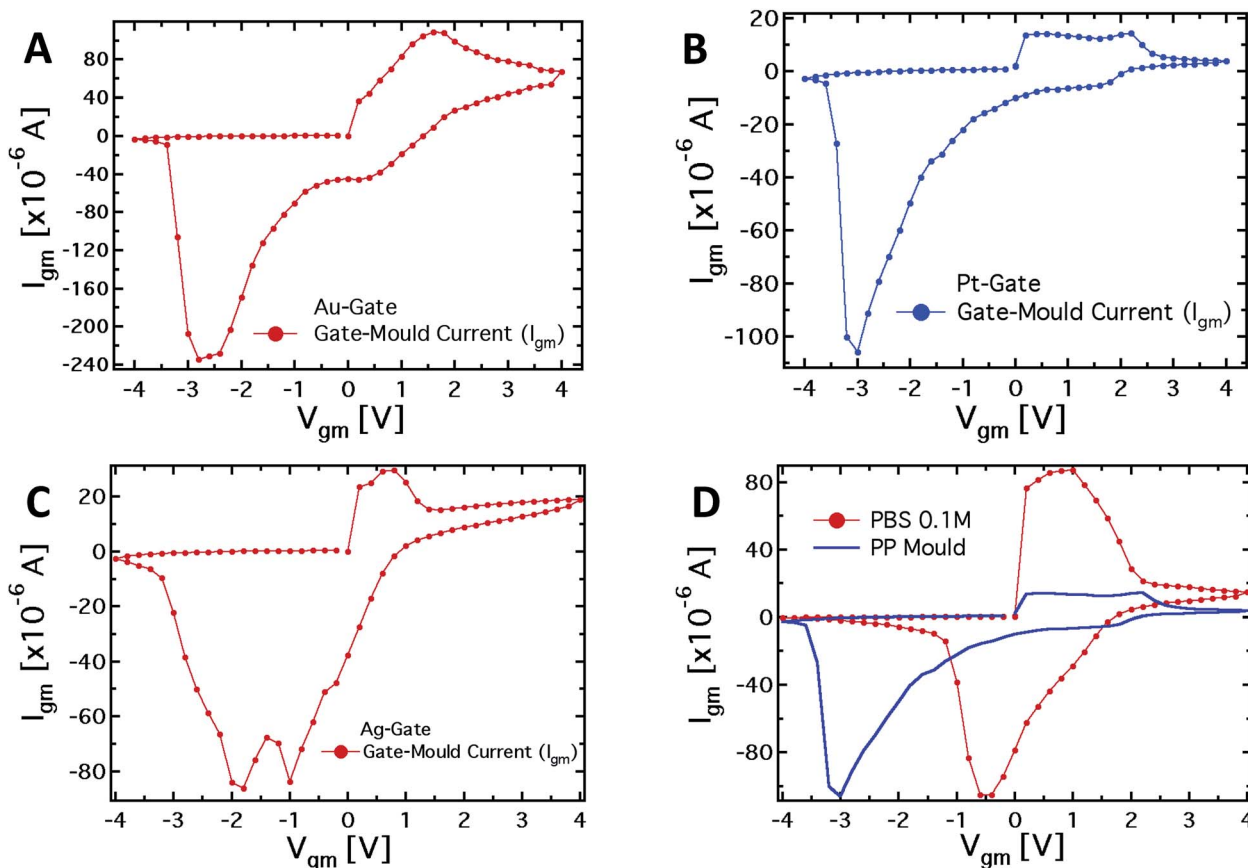 A
80
40
0
-40
-80
-120
-160
-200
-240
I_gm [x10^-6 A]
Au-Gate
Gate-Mould Current (I_gm)
-4 -3 -2 -1 0 1 2 3 4
V_gm [V]
B
20
0
-20
-40
-60
-80
-100
I_gm [x10^-6 A]
Pt-Gate
Gate-Mould Current (I_gm)
-4 -3 -2 -1 0 1 2 3 4
V_gm [V]
C
20
0
-20
-40
-60
-80
I_gm [x10^-6 A]
Ag-Gate
Gate-Mould Current (I_gm)
-4 -3 -2 -1 0 1 2 3 4
V_gm [V]
D
80
40
0
-40
-80
I_gm [x10^-6 A]
PBS 0.1M
PP Mould
-4 -3 -2 -1 0 1 2 3 4
V_gm [V]